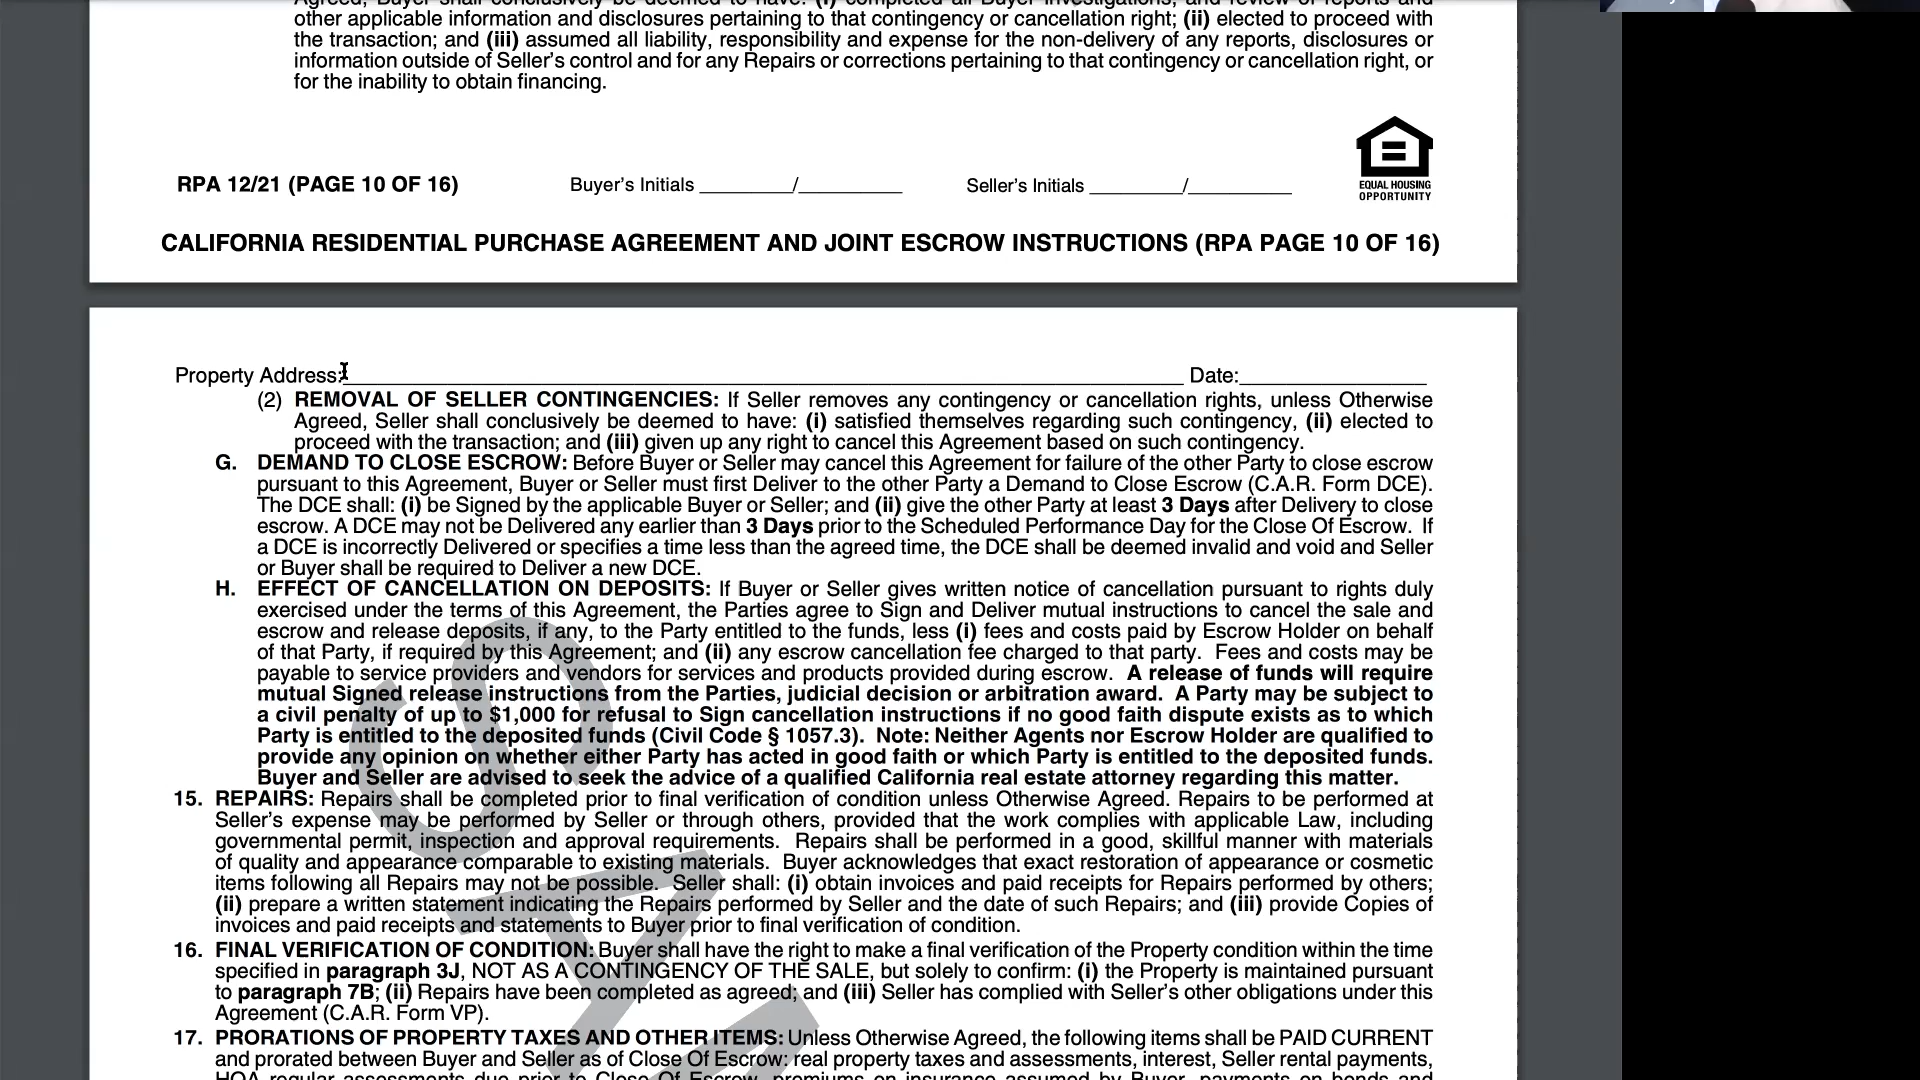 Agreed, Buyer shall conclusively be deemed to have: (i) completed all Buyer Investigations, and review of reports and
other applicable information and disclosures pertaining to that contingency or cancellation right; (ii) elected to proceed with
the transaction; and (iii) assumed all liability, responsibility and expense for the non-delivery of any reports, disclosures or
information outside of Seller's control and for any Repairs or corrections pertaining to that contingency or cancellation right, or
for the inability to obtain financing.
RPA 12/21 (PAGE 10 OF 16) Buyer's Initials ________/________ Seller's Initials ________/________
EQUAL HOUSING
OPPORTUNITY
CALIFORNIA RESIDENTIAL PURCHASE AGREEMENT AND JOINT ESCROW INSTRUCTIONS (RPA PAGE 10 OF 16)
Property Address: ________ Date: ________
(2) REMOVAL OF SELLER CONTINGENCIES: If Seller removes any contingency or cancellation rights, unless Otherwise
Agreed, Seller shall conclusively be deemed to have: (i) satisfied themselves regarding such contingency, (ii) elected to
proceed with the transaction; and (iii) given up any right to cancel this Agreement based on such contingency.
G. DEMAND TO CLOSE ESCROW: Before Buyer or Seller may cancel this Agreement for failure of the other Party to close escrow
pursuant to this Agreement, Buyer or Seller must first Deliver to the other Party a Demand to Close Escrow (C.A.R. Form DCE).
The DCE shall: (i) be Signed by the applicable Buyer or Seller; and (ii) give the other Party at least 3 Days after Delivery to close
escrow. A DCE may not be Delivered any earlier than 3 Days prior to the Scheduled Performance Day for the Close Of Escrow. If
a DCE is incorrectly Delivered or specifies a time less than the agreed time, the DCE shall be deemed invalid and void and Seller
or Buyer shall be required to Deliver a new DCE.
H. EFFECT OF CANCELLATION ON DEPOSITS: If Buyer or Seller gives written notice of cancellation pursuant to rights duly
exercised under the terms of this Agreement, the Parties agree to Sign and Deliver mutual instructions to cancel the sale and
escrow and release deposits, if any, to the Party entitled to the funds, less (i) fees and costs paid by Escrow Holder on behalf
of that Party, if required by this Agreement; and (ii) any escrow cancellation fee charged to that party. Fees and costs may be
payable to service providers and vendors for services and products provided during escrow. A release of funds will require
mutual Signed release instructions from the Parties, judicial decision or arbitration award. A Party may be subject to
a civil penalty of up to $1,000 for refusal to Sign cancellation instructions if no good faith dispute exists as to which
Party is entitled to the deposited funds (Civil Code § 1057.3). Note: Neither Agents nor Escrow Holder are qualified to
provide any opinion on whether either Party has acted in good faith or which Party is entitled to the deposited funds.
Buyer and Seller are advised to seek the advice of a qualified California real estate attorney regarding this matter.
15. REPAIRS: Repairs shall be completed prior to final verification of condition unless Otherwise Agreed. Repairs to be performed at
Seller's expense may be performed by Seller or through others, provided that the work complies with applicable Law, including
governmental permit, inspection and approval requirements. Repairs shall be performed in a good, skillful manner with materials
of quality and appearance comparable to existing materials. Buyer acknowledges that exact restoration of appearance or cosmetic
items following all Repairs may not be possible. Seller shall: (i) obtain invoices and paid receipts for Repairs performed by others;
(ii) prepare a written statement indicating the Repairs performed by Seller and the date of such Repairs; and (iii) provide Copies of
invoices and paid receipts and statements to Buyer prior to final verification of condition.
16. FINAL VERIFICATION OF CONDITION: Buyer shall have the right to make a final verification of the Property condition within the time
specified in paragraph 3J, NOT AS A CONTINGENCY OF THE SALE, but solely to confirm: (i) the Property is maintained pursuant
to paragraph 7B; (ii) Repairs have been completed as agreed; and (iii) Seller has complied with Seller's other obligations under this
Agreement (C.A.R. Form VP).
17. PRORATIONS OF PROPERTY TAXES AND OTHER ITEMS: Unless Otherwise Agreed, the following items shall be PAID CURRENT
and prorated between Buyer and Seller as of Close Of Escrow: real property taxes and assessments, interest, Seller rental payments,
HOA regular assessments due prior to Close Of Escrow, premiums on insurance assumed by Buyer, payments on bonds and